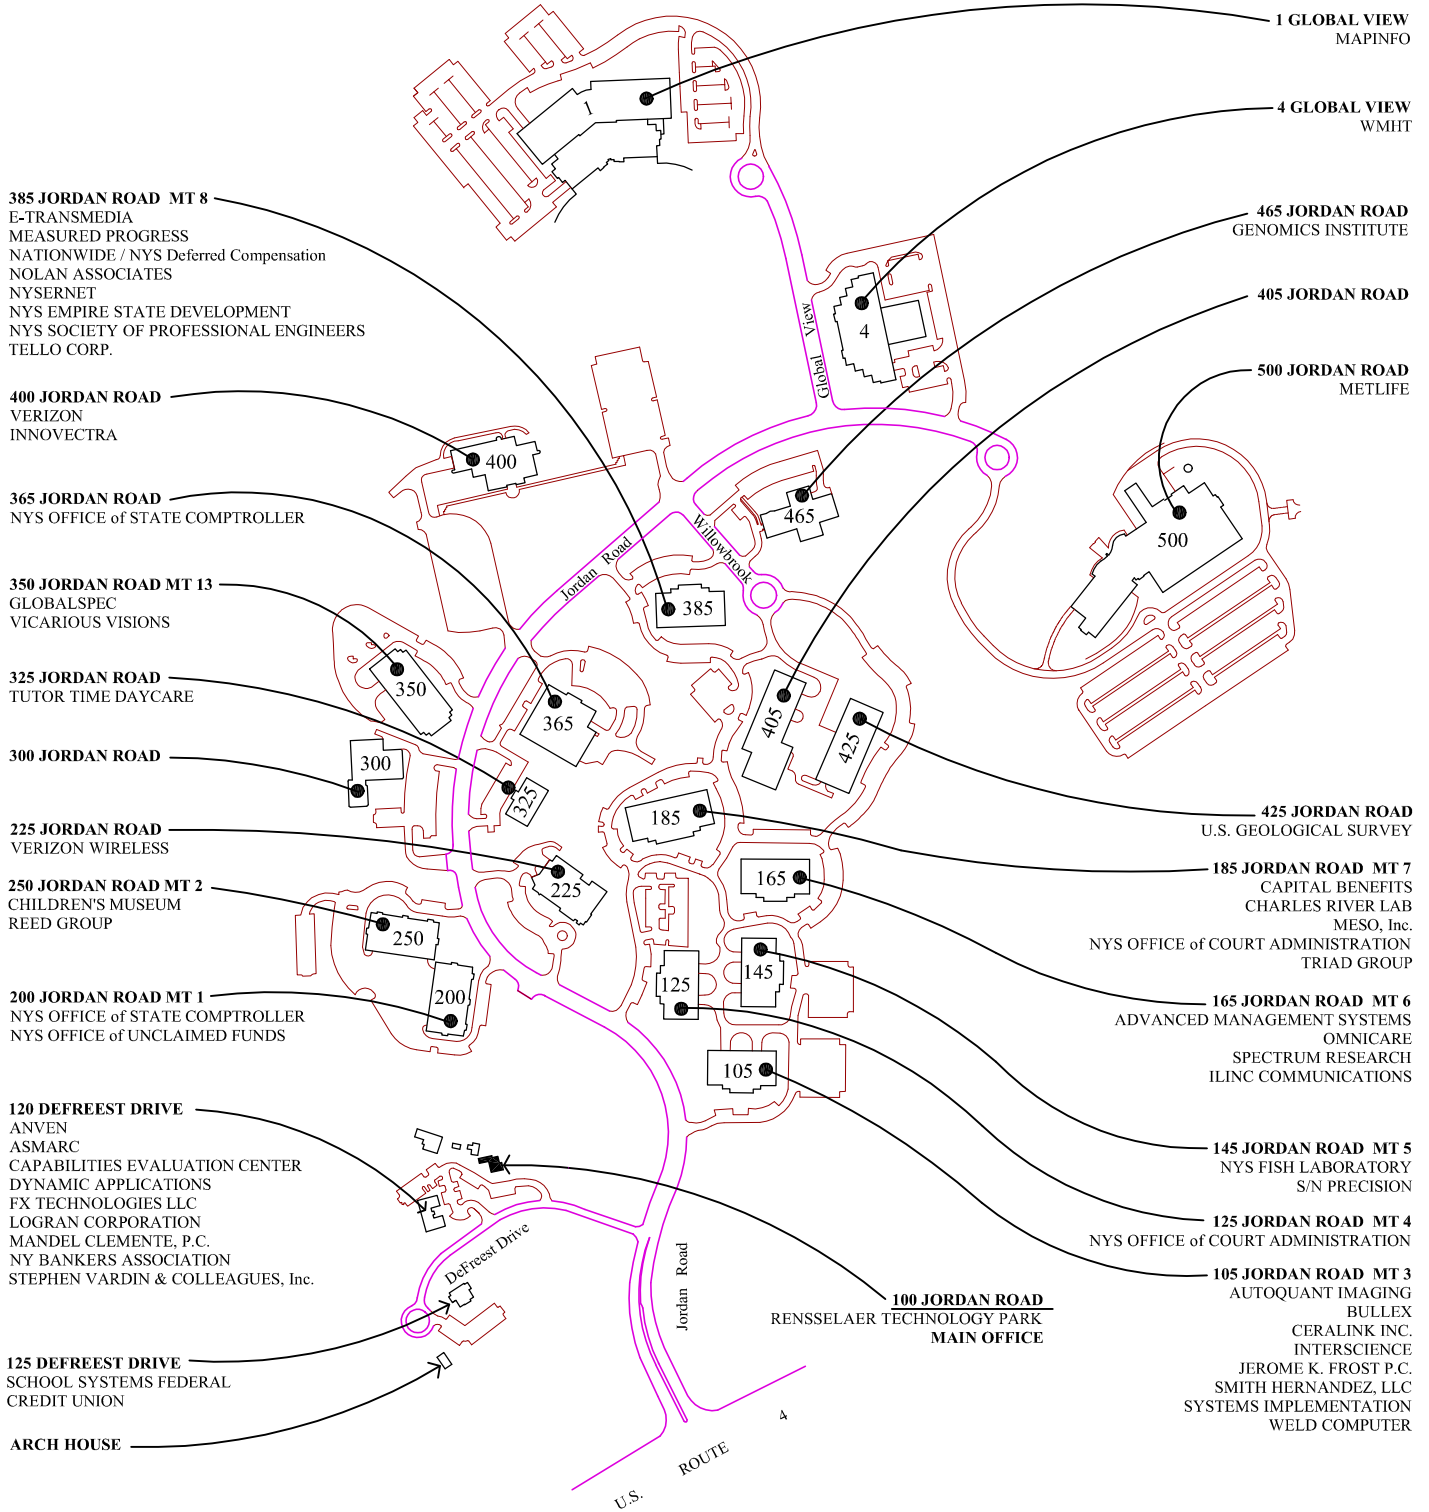 1 GLOBAL VIEW
MAPINFO
4 GLOBAL VIEW
WMHT
465 JORDAN ROAD
GENOMICS INSTITUTE
405 JORDAN ROAD
500 JORDAN ROAD
METLIFE
385 JORDAN ROAD  MT 8
E-TRANSMEDIA
MEASURED PROGRESS
NATIONWIDE / NYS Deferred Compensation
NOLAN ASSOCIATES
NYSERNET
NYS EMPIRE STATE DEVELOPMENT
NYS SOCIETY OF PROFESSIONAL ENGINEERS
TELLO CORP.
400 JORDAN ROAD
VERIZON
INNOVECTRA
365 JORDAN ROAD
NYS OFFICE of STATE COMPTROLLER
350 JORDAN ROAD MT 13
GLOBALSPEC
VICARIOUS VISIONS
325 JORDAN ROAD
TUTOR TIME DAYCARE
300 JORDAN ROAD
225 JORDAN ROAD
VERIZON WIRELESS
250 JORDAN ROAD MT 2
CHILDREN'S MUSEUM
REED GROUP
200 JORDAN ROAD MT 1
NYS OFFICE of STATE COMPTROLLER
NYS OFFICE of UNCLAIMED FUNDS
120 DEFREEST DRIVE
ANVEN
ASMARC
CAPABILITIES EVALUATION CENTER
DYNAMIC APPLICATIONS
FX TECHNOLOGIES LLC
LOGRAN CORPORATION
MANDEL CLEMENTE, P.C.
NY BANKERS ASSOCIATION
STEPHEN VARDIN & COLLEAGUES, Inc.
125 DEFREEST DRIVE
SCHOOL SYSTEMS FEDERAL
CREDIT UNION
ARCH HOUSE
1
4
Global View
400
465
500
Willowbrook
Jordan Road
385
350
365
405
425
300
325
185
165
225
250
200
125
145
105
DeFreest Drive
Jordan Road
U.S. ROUTE 4
425 JORDAN ROAD
U.S. GEOLOGICAL SURVEY
185 JORDAN ROAD  MT 7
CAPITAL BENEFITS
CHARLES RIVER LAB
MESO, Inc.
NYS OFFICE of COURT ADMINISTRATION
TRIAD GROUP
165 JORDAN ROAD  MT 6
ADVANCED MANAGEMENT SYSTEMS
OMNICARE
SPECTRUM RESEARCH
ILINC COMMUNICATIONS
145 JORDAN ROAD  MT 5
NYS FISH LABORATORY
S/N PRECISION
125 JORDAN ROAD  MT 4
NYS OFFICE of COURT ADMINISTRATION
105 JORDAN ROAD  MT 3
AUTOQUANT IMAGING
BULLEX
CERALINK INC.
INTERSCIENCE
JEROME K. FROST P.C.
SMITH HERNANDEZ, LLC
SYSTEMS IMPLEMENTATION
WELD COMPUTER
100 JORDAN ROAD
RENSSELAER TECHNOLOGY PARK
MAIN OFFICE